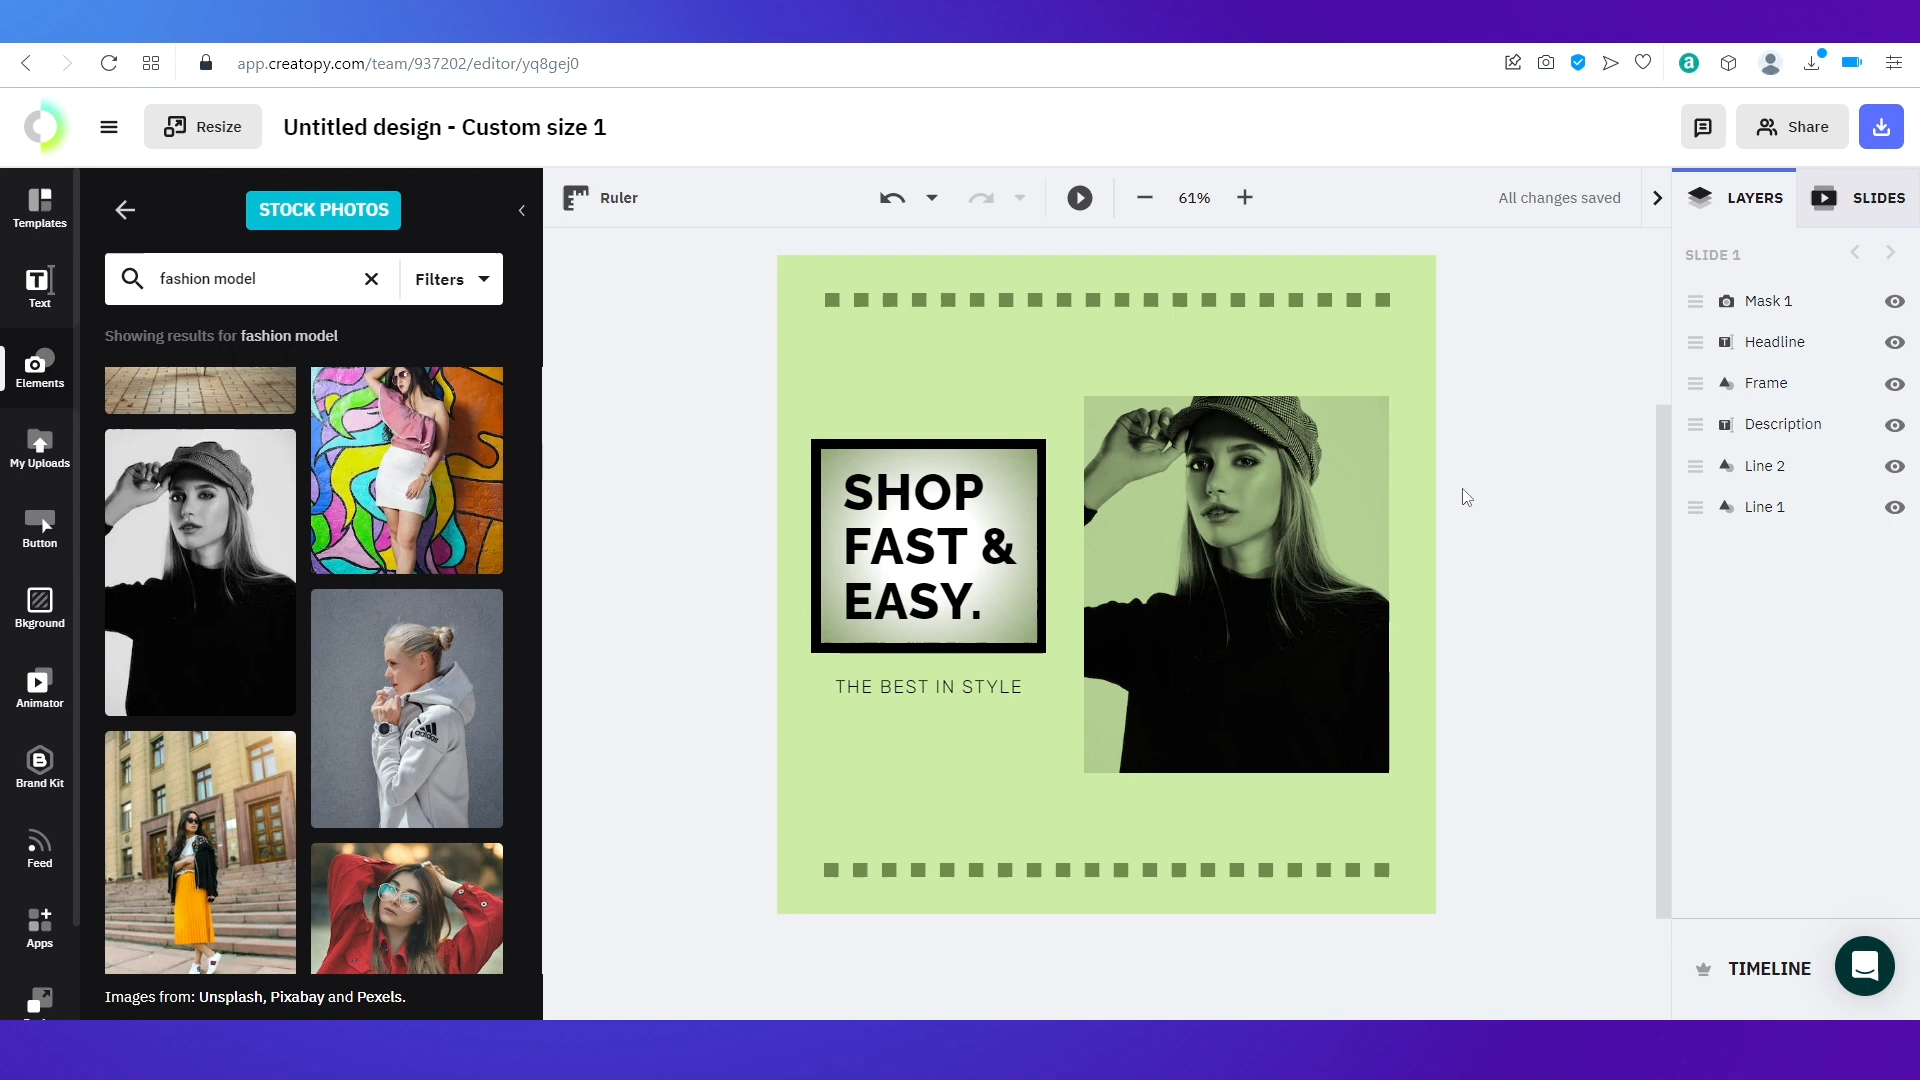 app.creatopy.com/team/937202/editor/yq8gej0
Resize
Untitled design - Custom size 1
Share
Templates
Text
Elements
My Uploads
Button
Bkground
Animator
Brand Kit
Feed
Apps
STOCK PHOTOS
fashion model
Filters
Showing results for fashion model
adidas
Images from: Unsplash, Pixabay and Pexels.
Ruler
61%
All changes saved
SHOP
FAST &
EASY.
THE BEST IN STYLE
LAYERS
SLIDES
SLIDE 1
Mask 1
Headline
Frame
Description
Line 2
Line 1
TIMELINE